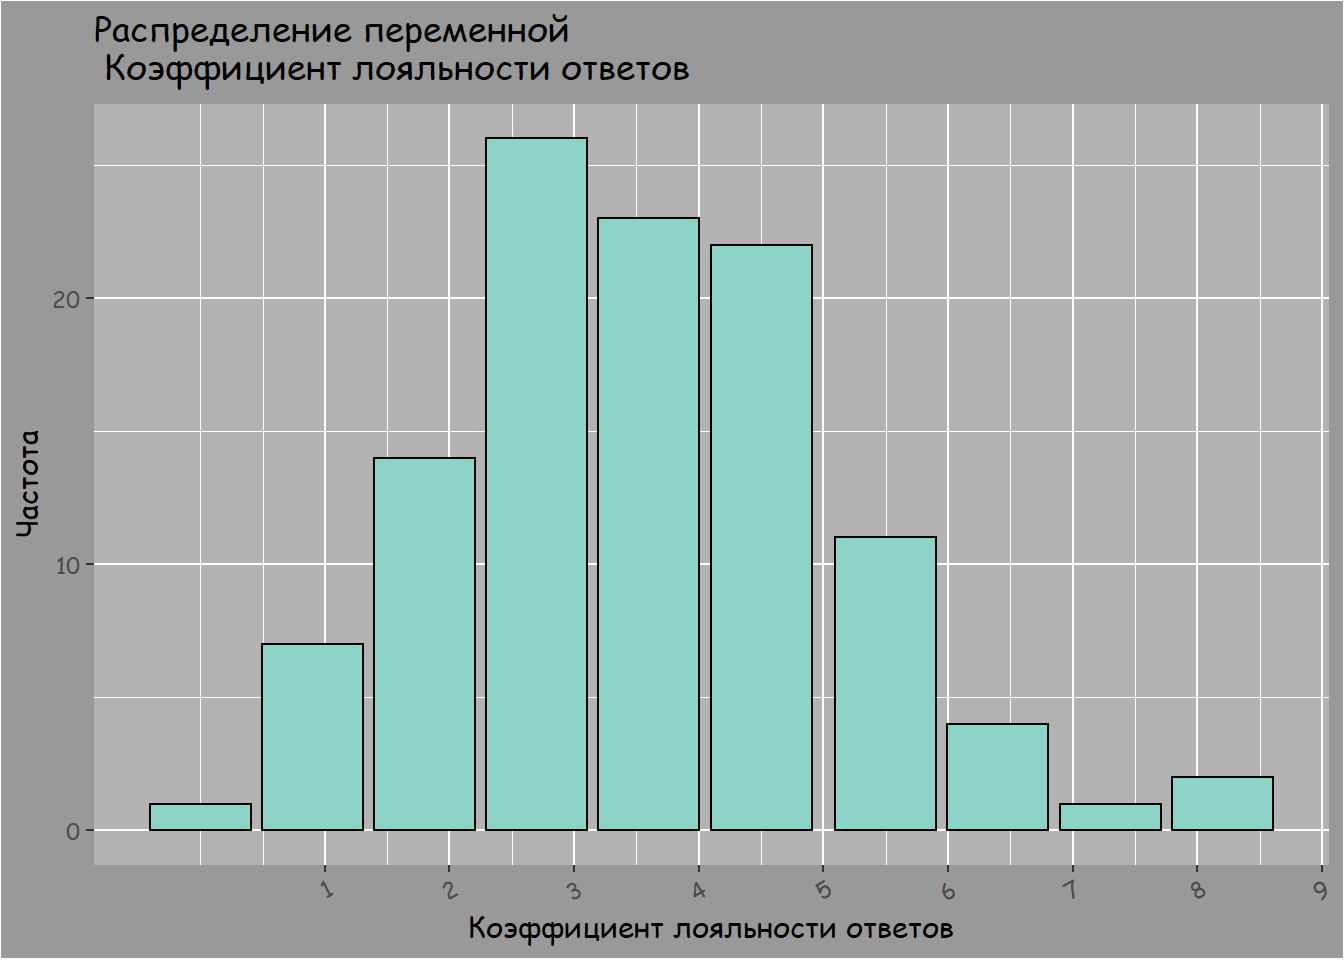 Распределение переменной
Коэффициент лояльности ответов
Частота
20
10
0
1 2 3 4 5 6 7 8 9
Коэффициент лояльности ответов